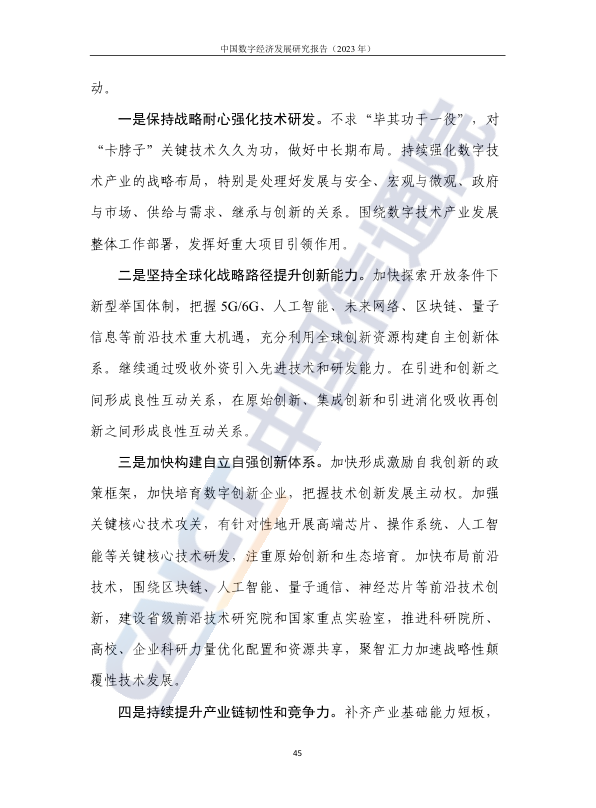 中国数字经济发展研究报告（2023 年）
动。
一是保持战略耐心强化技术研发。不求“毕其功于一役”，对
“卡脖子”关键技术久久为功，做好中长期布局。持续强化数字技
术产业的战略布局，特别是处理好发展与安全、宏观与微观、政府
与市场、供给与需求、继承与创新的关系。围绕数字技术产业发展
整体工作部署，发挥好重大项目引领作用。
二是坚持全球化战略路径提升创新能力。加快探索开放条件下
新型举国体制，把握 5G/6G、人工智能、未来网络、区块链、量子
信息等前沿技术重大机遇，充分利用全球创新资源构建自主创新体
系。继续通过吸收外资引入先进技术和研发能力。在引进和创新之
间形成良性互动关系，在原始创新、集成创新和引进消化吸收再创
新之间形成良性互动关系。
三是加快构建自立自强创新体系。加快形成激励自我创新的政
策框架，加快培育数字创新企业，把握技术创新发展主动权。加强
关键核心技术攻关，有针对性地开展高端芯片、操作系统、人工智
能等关键核心技术研发，注重原始创新和生态培育。加快布局前沿
技术，围绕区块链、人工智能、量子通信、神经芯片等前沿技术创
新，建设省级前沿技术研究院和国家重点实验室，推进科研院所、
高校、企业科研力量优化配置和资源共享，聚智汇力加速战略性颠
覆性技术发展。
四是持续提升产业链韧性和竞争力。补齐产业基础能力短板，
45
CAICT 中国信通院